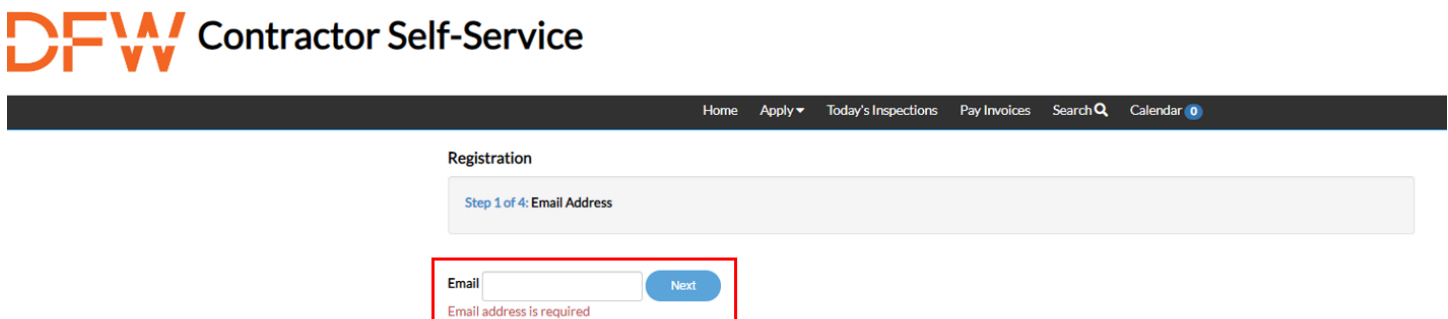 DFW Contractor Self-Service
Home Apply Today's Inspections Pay Invoices Search Calendar 0
Registration
Step 1 of 4: Email Address
Email Next
Email address is required